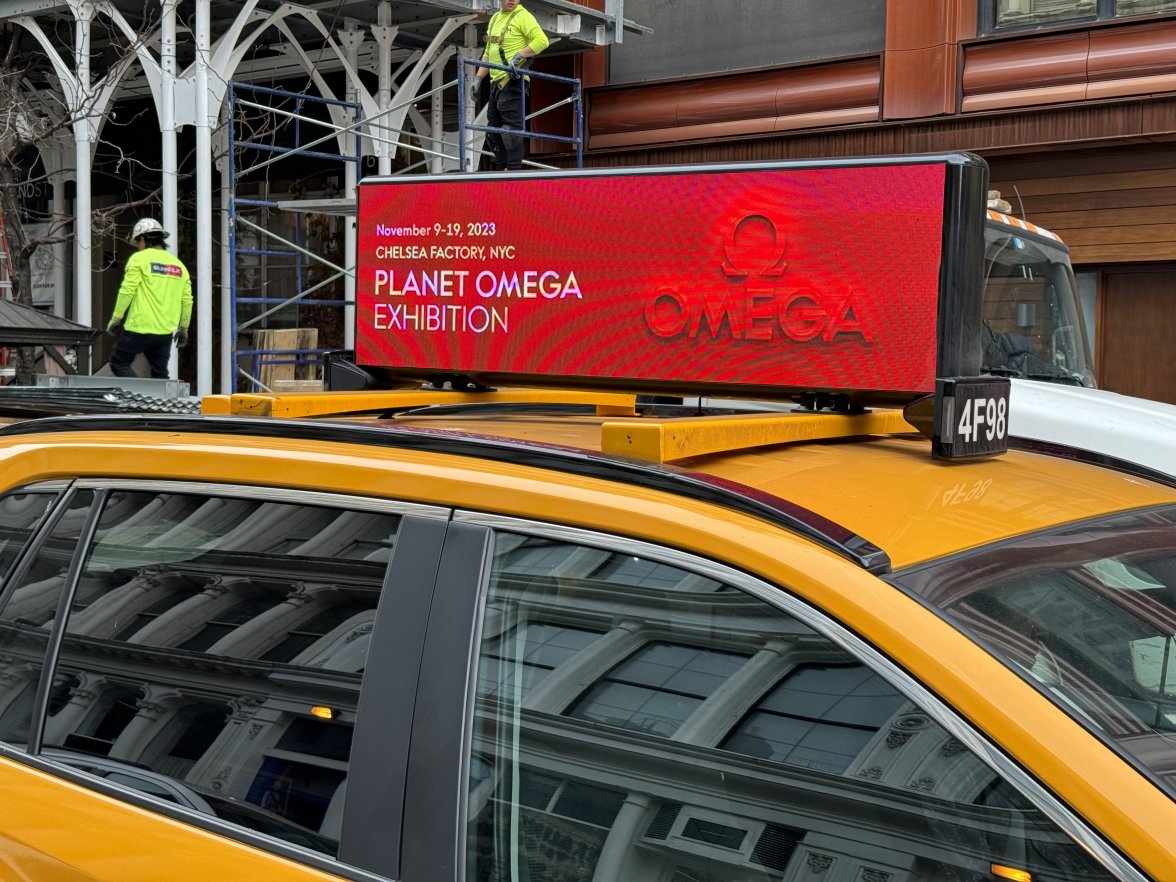 November 9-19, 2023
CHELSEA FACTORY, NYC
PLANET OMEGA
EXHIBITION
Ω
OMEGA
4F98